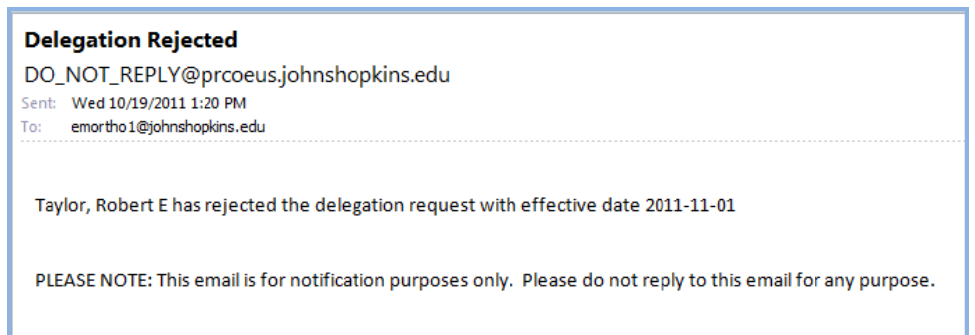 Delegation Rejected
DO_NOT_REPLY@prcoeus.johnshopkins.edu
Sent: Wed 10/19/2011 1:20 PM
To: emortho1@johnshopkins.edu
Taylor, Robert E has rejected the delegation request with effective date 2011-11-01
PLEASE NOTE: This email is for notification purposes only.  Please do not reply to this email for any purpose.